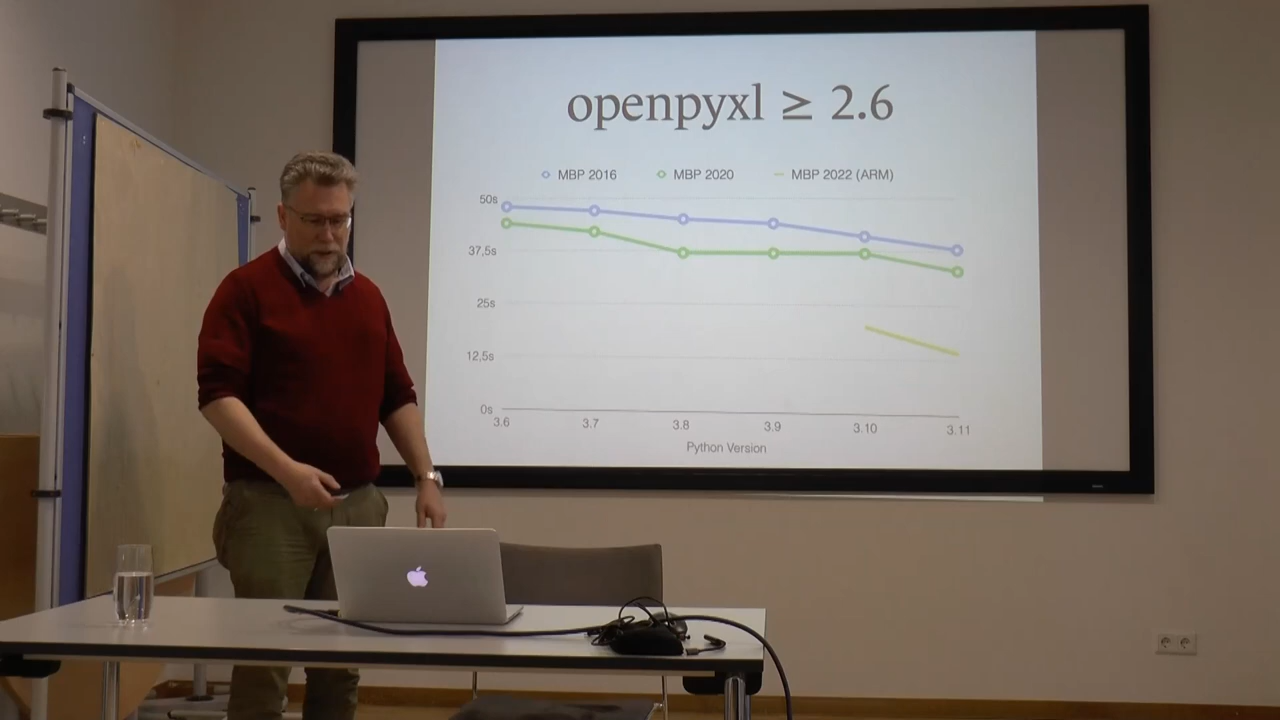 openpyxl ≥ 2.6
MBP 2016 MBP 2020 MBP 2022 (ARM)
50s
37,5s
25s
12,5s
0s
3.6 3.7 3.8 3.9 3.10 3.11
Python Version